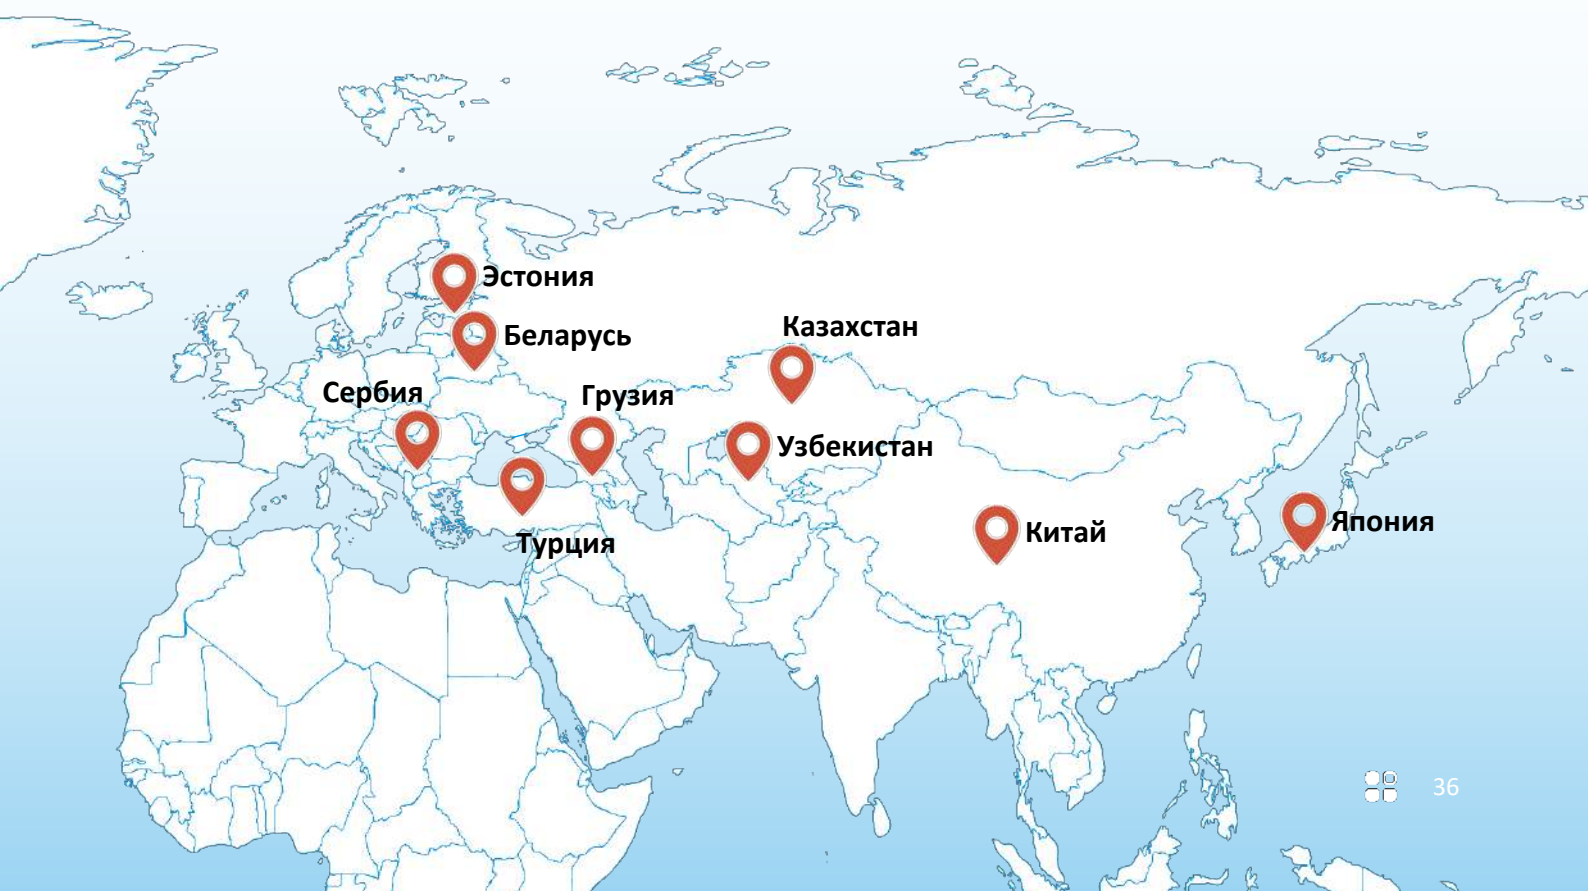 Эстония
Казахстан
Беларусь
Сербия
Грузия
Узбекистан
Япония
Китай
Турция
36